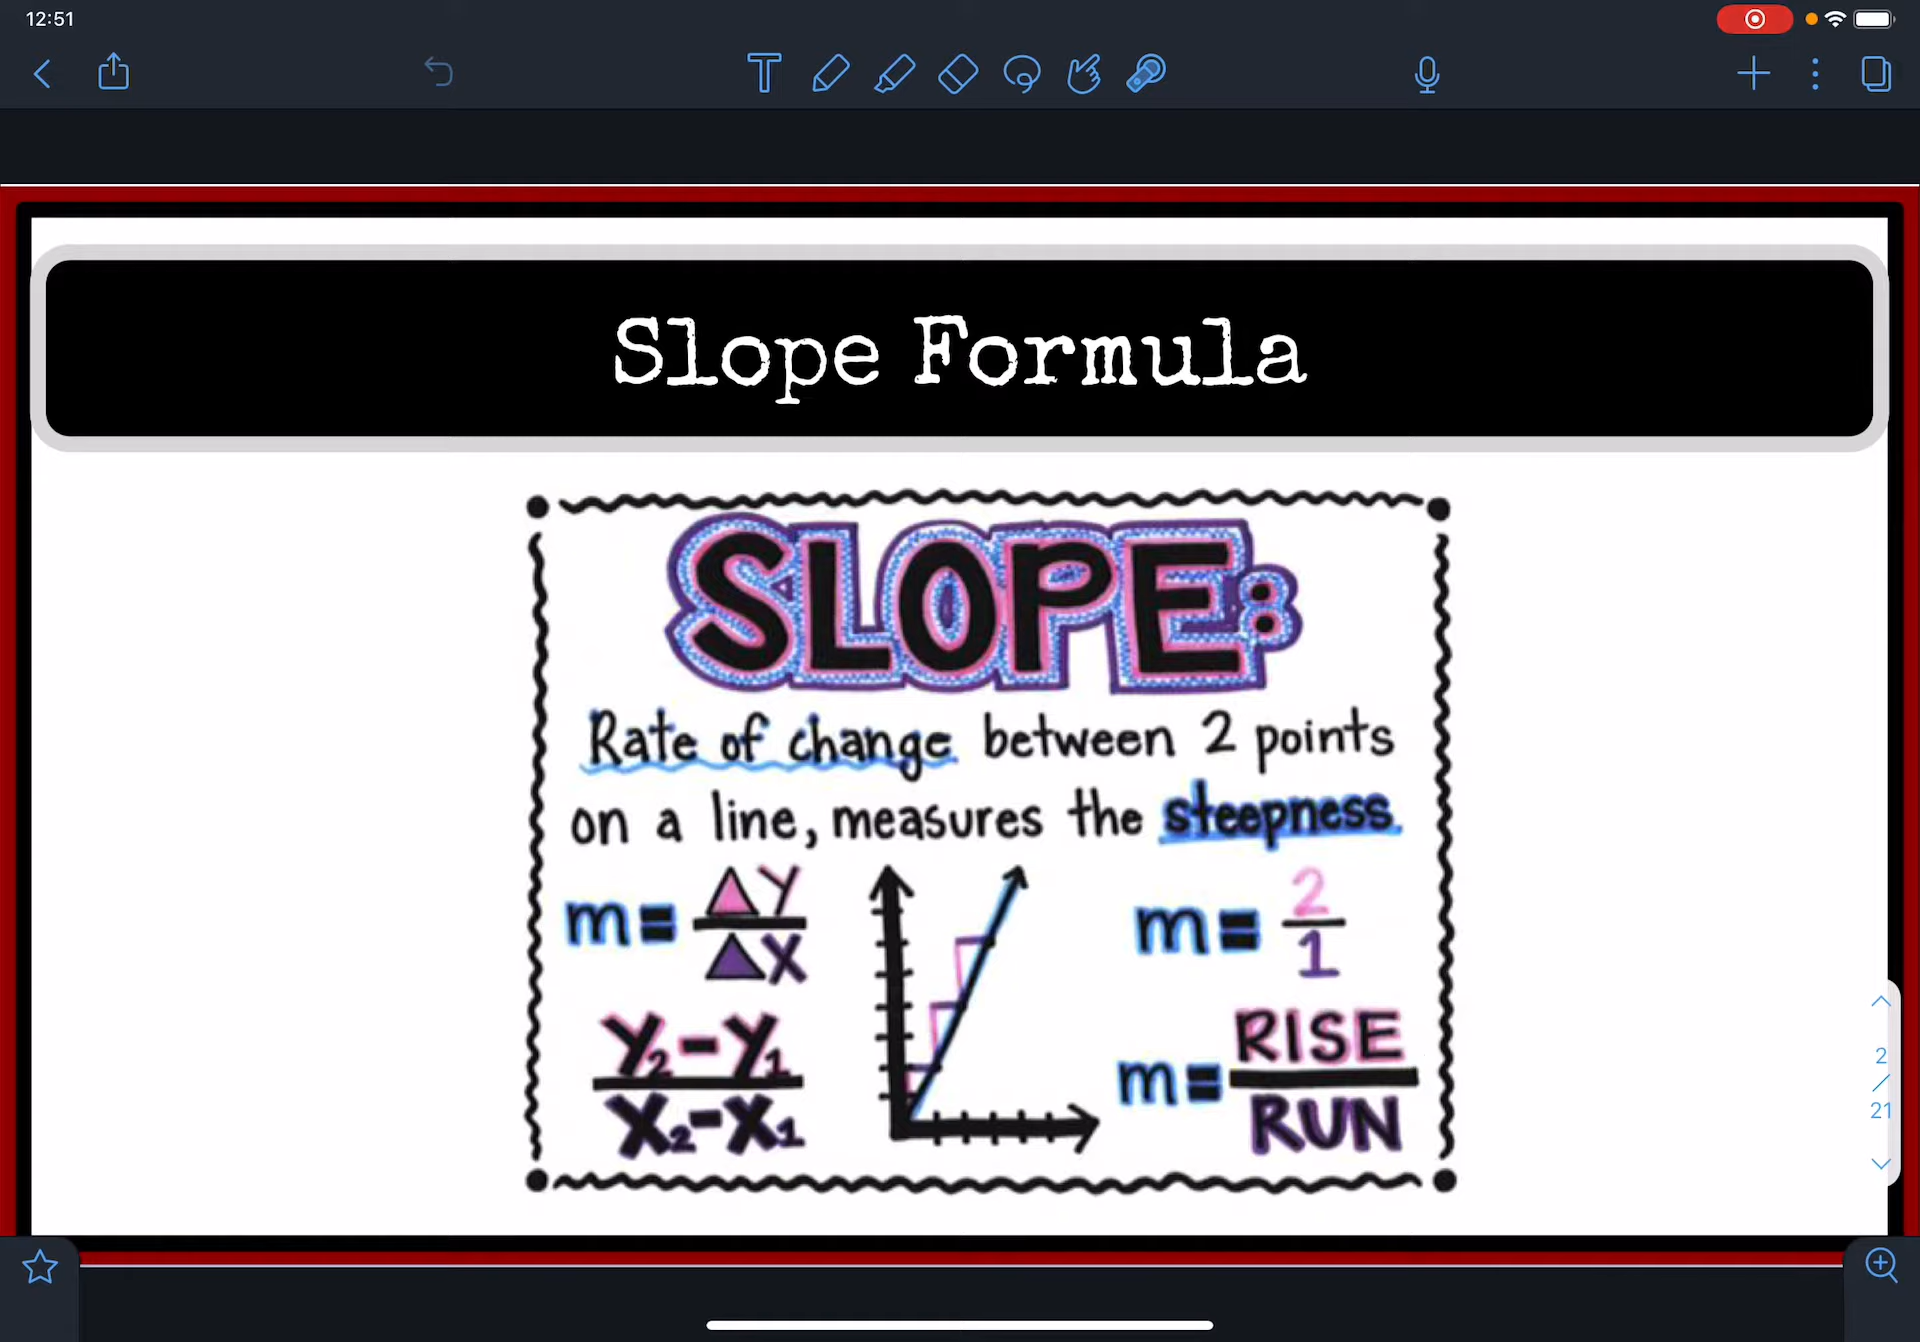 12:51
Slope Formula
SLOPE:
Rate of change between 2 points
on a line, measures the steepness.
m = ΔY
ΔX
Y₂-Y₁
X₂-X₁
m = 2
1
m = RISE
RUN
2
/
21